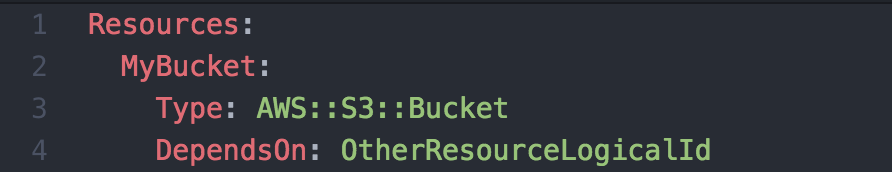 1 Resources:
2 MyBucket:
3 Type: AWS::S3::Bucket
4 DependsOn: OtherResourceLogicalId